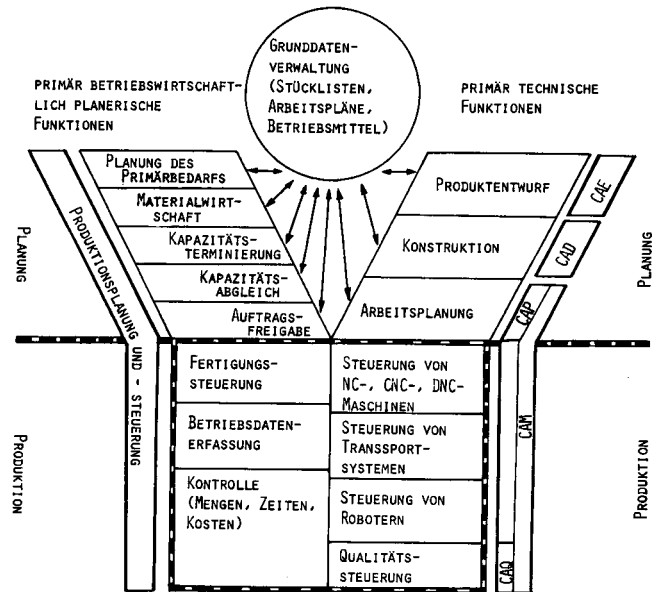 GRUNDDATEN-
VERWALTUNG
(STÜCKLISTEN,
ARBEITSPLÄNE,
BETRIEBSMITTEL)
PRIMÄR BETRIEBSWIRTSCHAFT-
LICH PLANERISCHE
FUNKTIONEN
PRIMÄR TECHNISCHE
FUNKTIONEN
PLANUNG DES
PRIMÄRBEDARFS
MATERIALWIRT-
SCHAFT
KAPAZITÄTS-
TERMINIERUNG
KAPAZITÄTS-
ABGLEICH
AUFTRAGS-
FREIGABE
PRODUKTENTWURF
KONSTRUKTION
ARBEITSPLANUNG
CAE
CAD
CAP
PLANUNG
PRODUKTIONSPLANUNG UND - STEUERUNG
PLANUNG
FERTIGUNGS-
STEUERUNG
BETRIEBSDATEN-
ERFASSUNG
KONTROLLE
(MENGEN, ZEITEN,
KOSTEN)
STEUERUNG VON
NC-, CNC-, DNC-
MASCHINEN
STEUERUNG VON
TRANSSPORT-
SYSTEMEN
STEUERUNG VON
ROBOTERN
QUALITÄTS-
STEUERUNG
CAM
CAQ
PRODUKTION
PRODUKTION